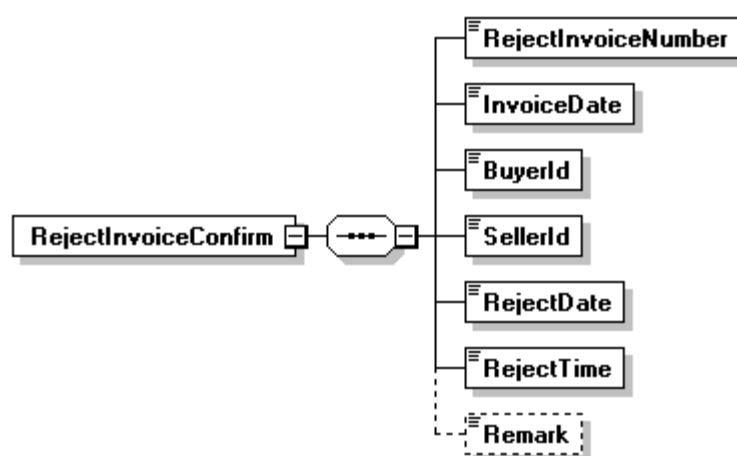 RejectInvoiceNumber
InvoiceDate
BuyerId
RejectInvoiceConfirm
SellerId
RejectDate
RejectTime
Remark